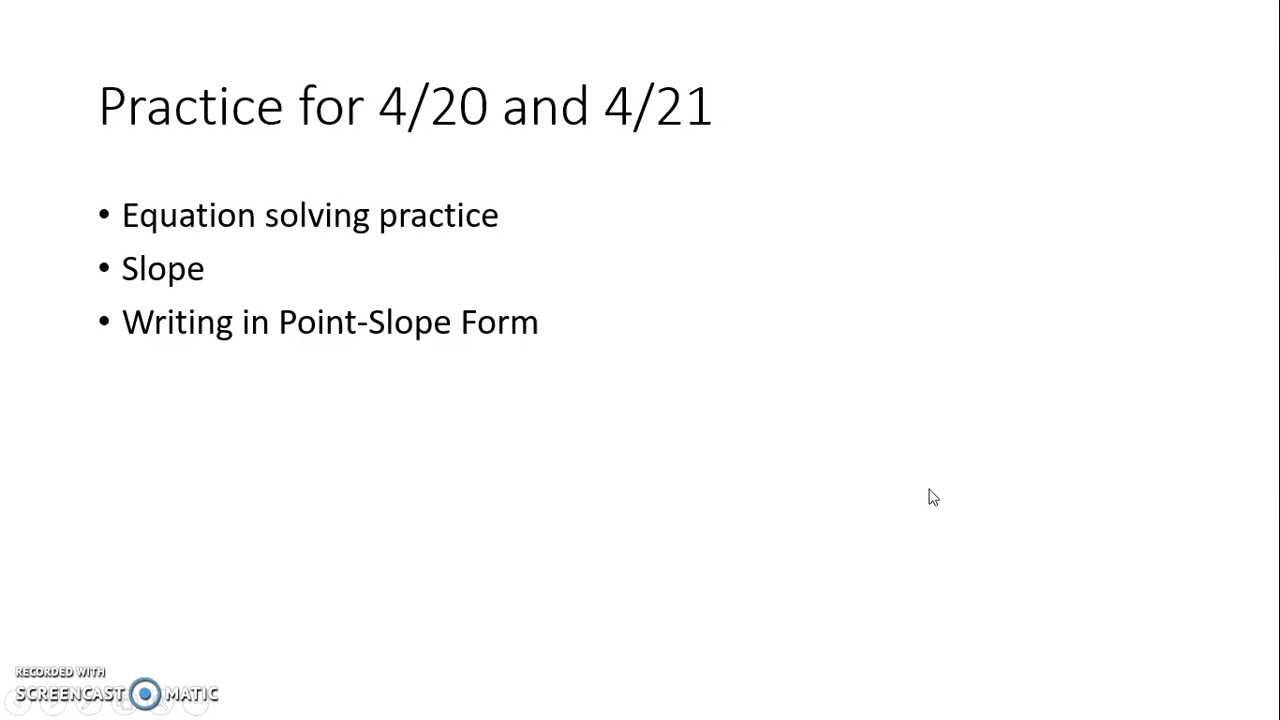 Practice for 4/20 and 4/21
• Equation solving practice
• Slope
• Writing in Point-Slope Form
RECORDED WITH
SCREENCAST MATIC